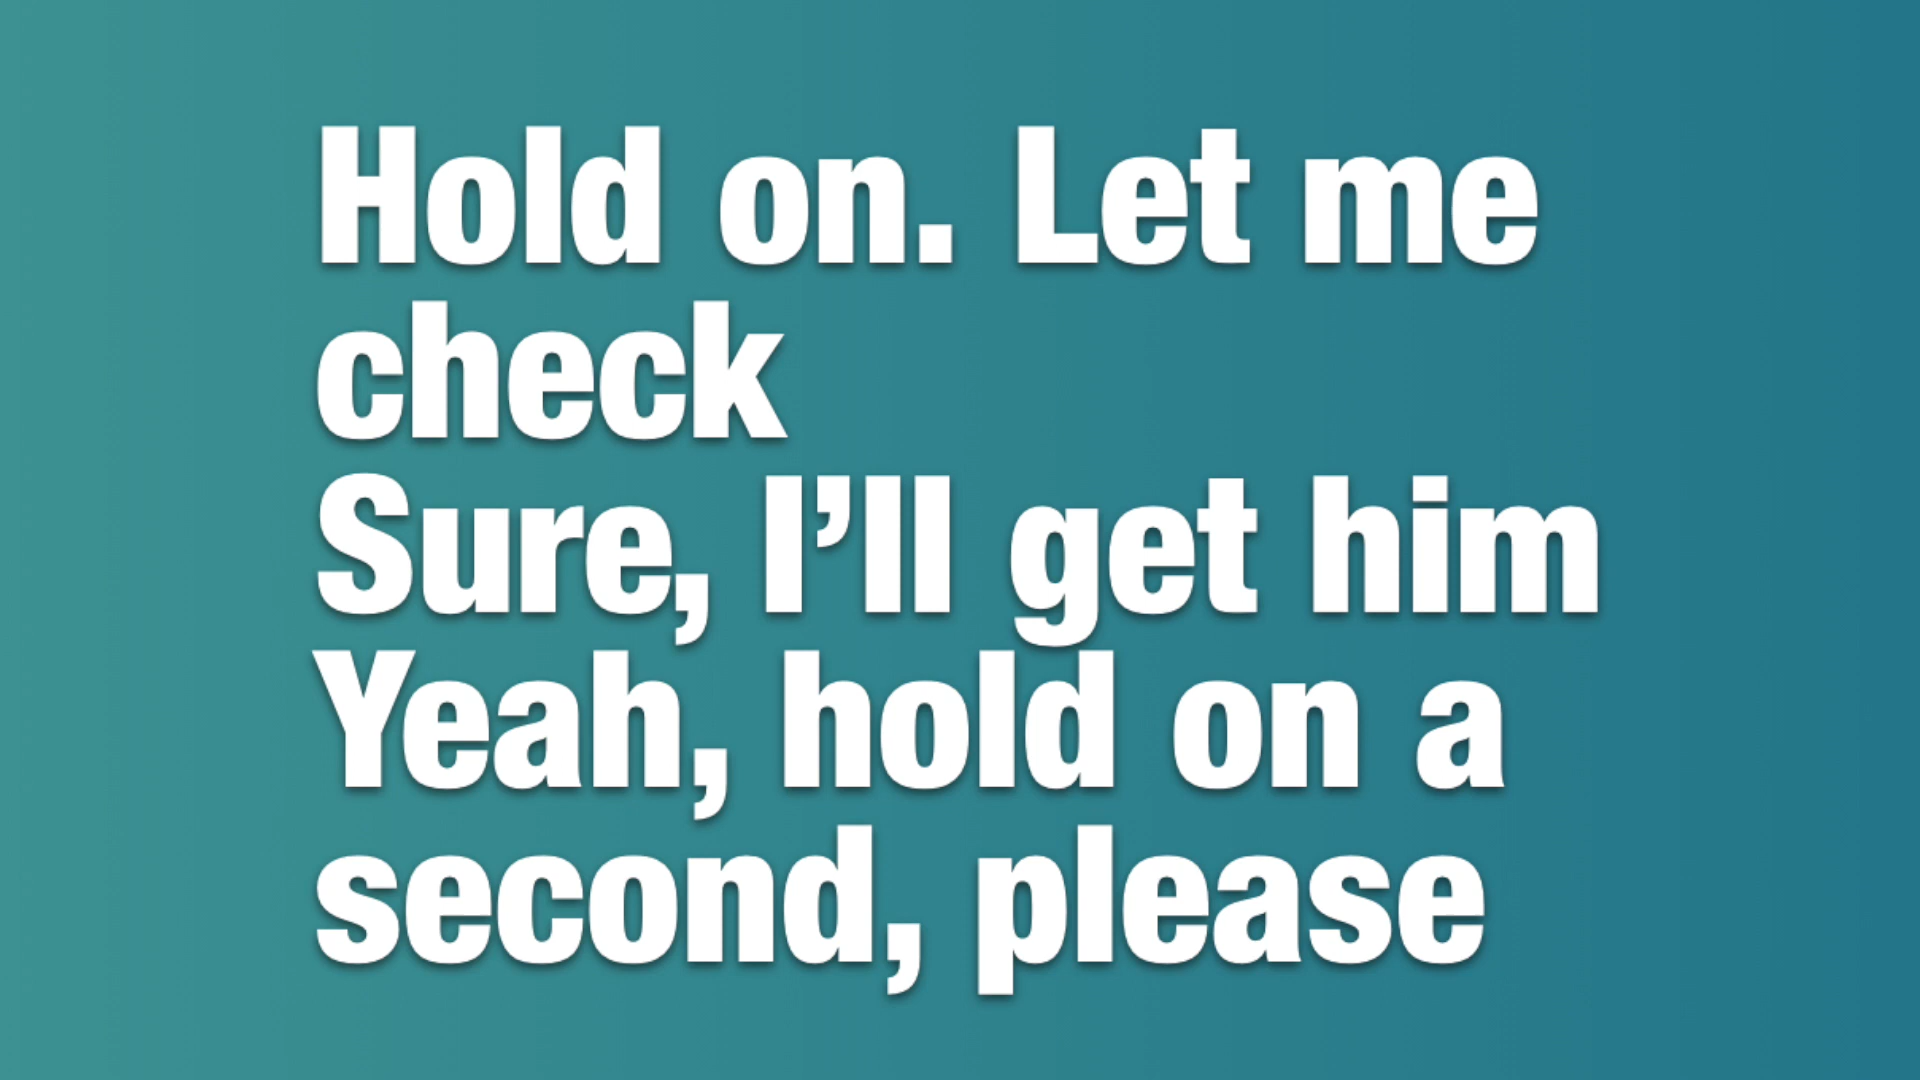 Hold on. Let me
check
Sure, I’ll get him
Yeah, hold on a
second, please